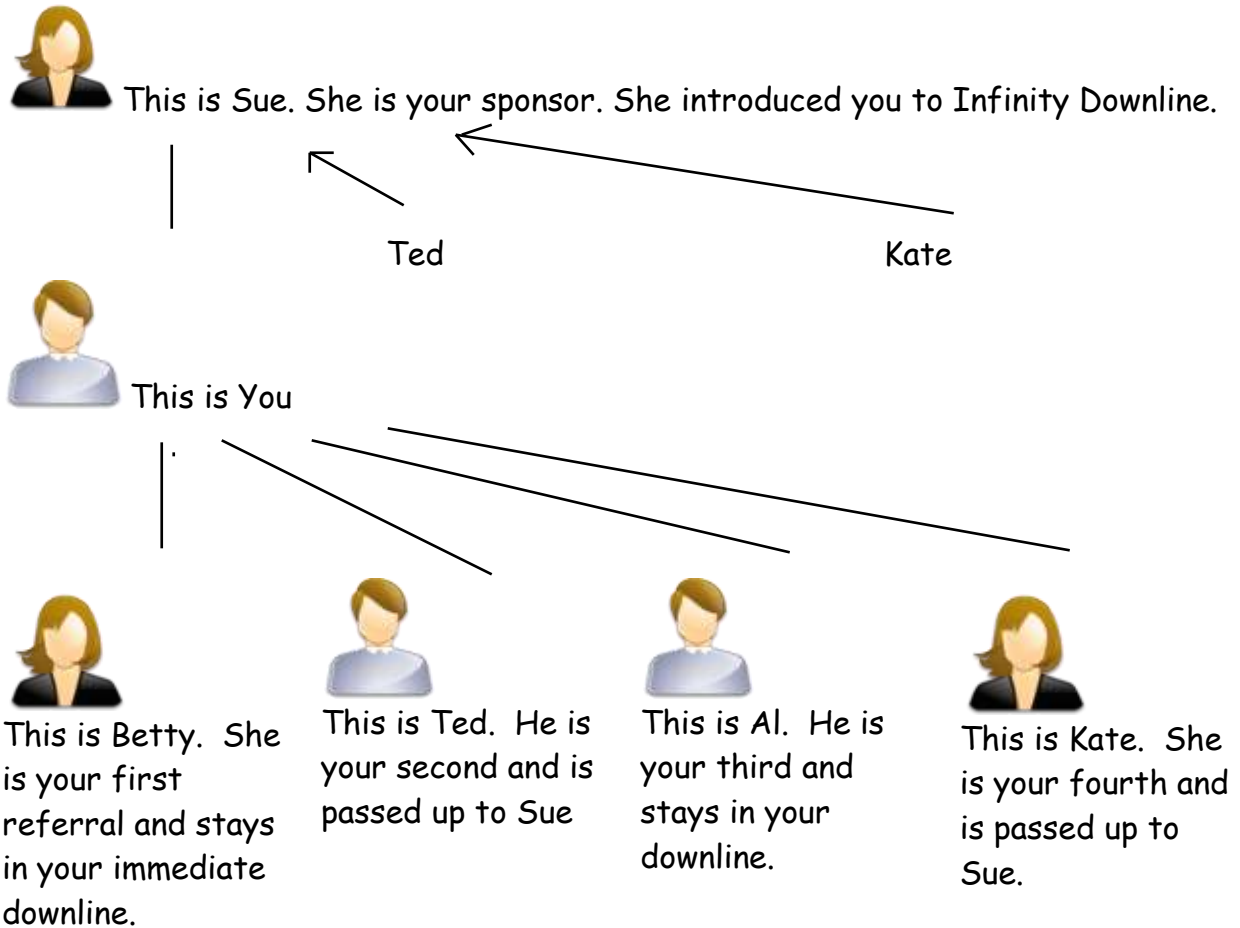 This is Sue. She is your sponsor. She introduced you to Infinity Downline.
Ted
Kate
This is You
This is Betty. She
is your first
referral and stays
in your immediate
downline.
This is Ted. He is
your second and is
passed up to Sue
This is Al. He is
your third and
stays in your
downline.
This is Kate. She
is your fourth and
is passed up to
Sue.